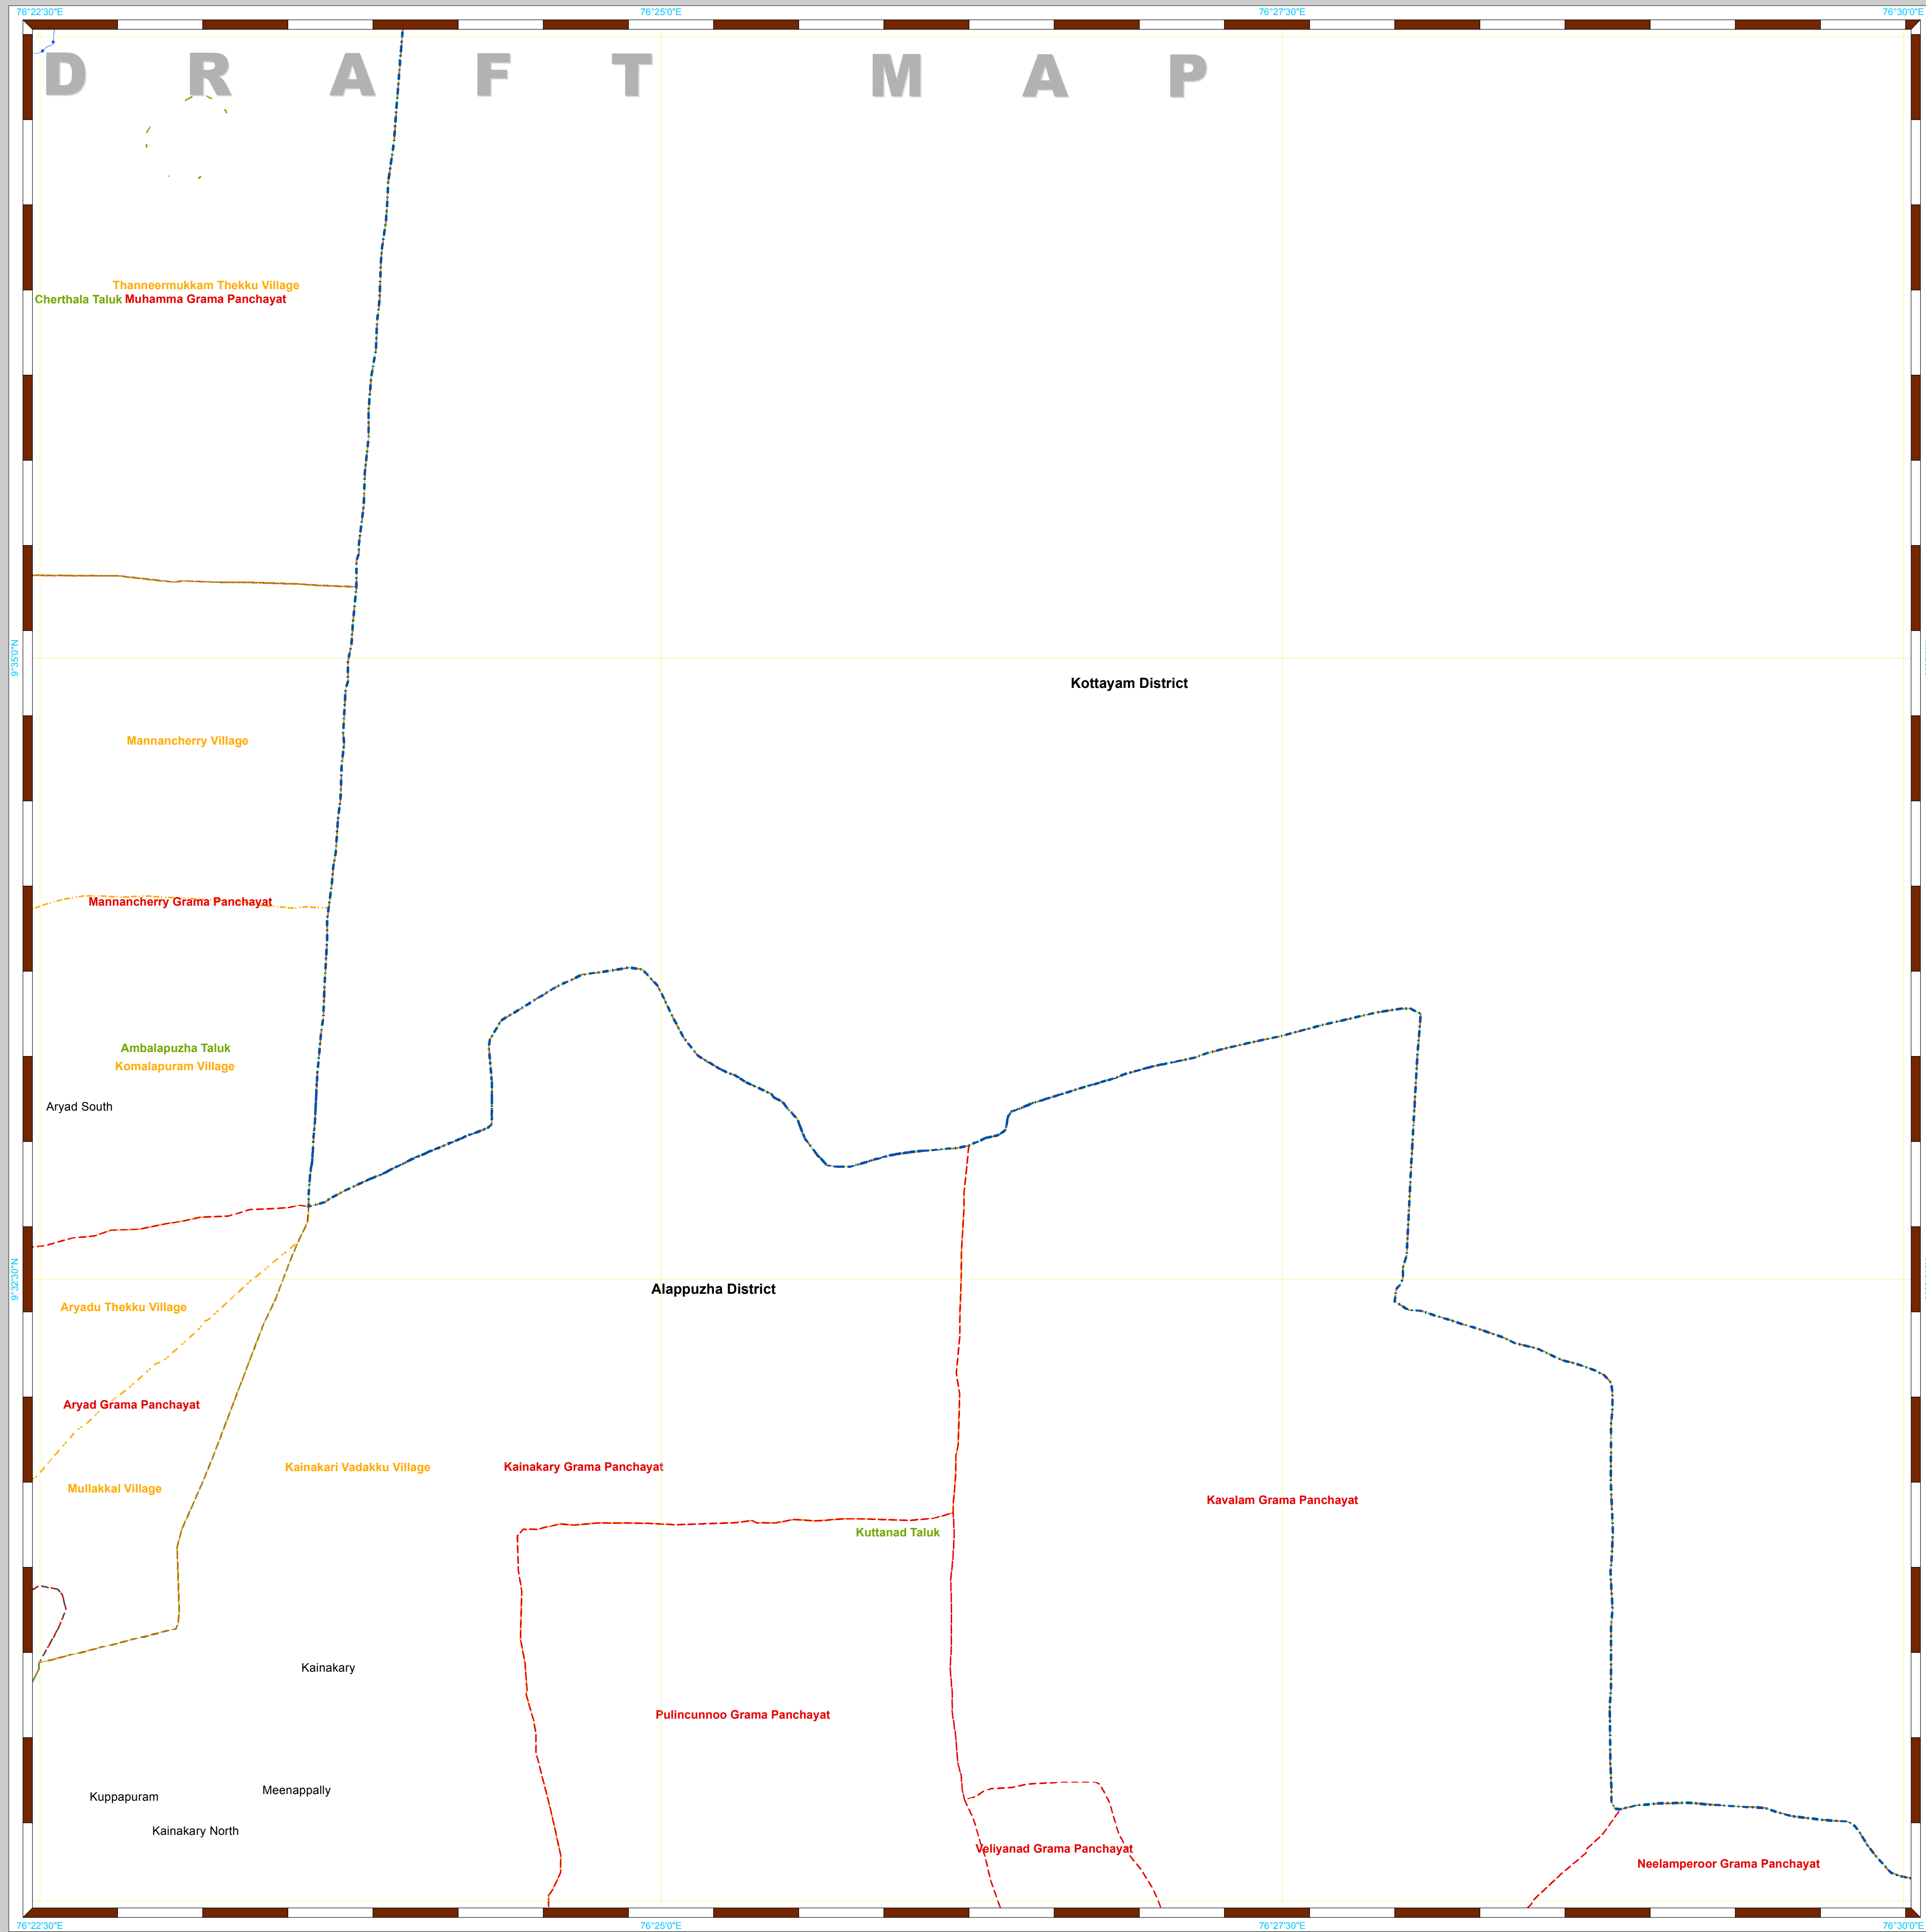 76°22'30"E 76°25'0"E 76°27'30"E 76°30'0"E
DRAFT MAP
Thanneermukkam Thekku Village
Cherthala Taluk Muhamma Grama Panchayat
9°35'0"N
Kottayam District
Mannancherry Village
Mannancherry Grama Panchayat
Ambalapuzha Taluk
Komalapuram Village
Aryad South
9°32'30"N
Alappuzha District
Aryadu Thekku Village
Aryad Grama Panchayat
Kainakari Vadakku Village
Kainakary Grama Panchayat
Mullakkal Village
Kavalam Grama Panchayat
Kuttanad Taluk
Kainakary
Pulincunnoo Grama Panchayat
Meenappally
Kuppapuram
Kainakary North
Veliyanad Grama Panchayat
Neelamperoor Grama Panchayat
76°22'30"E 76°25'0"E 76°27'30"E 76°30'0"E